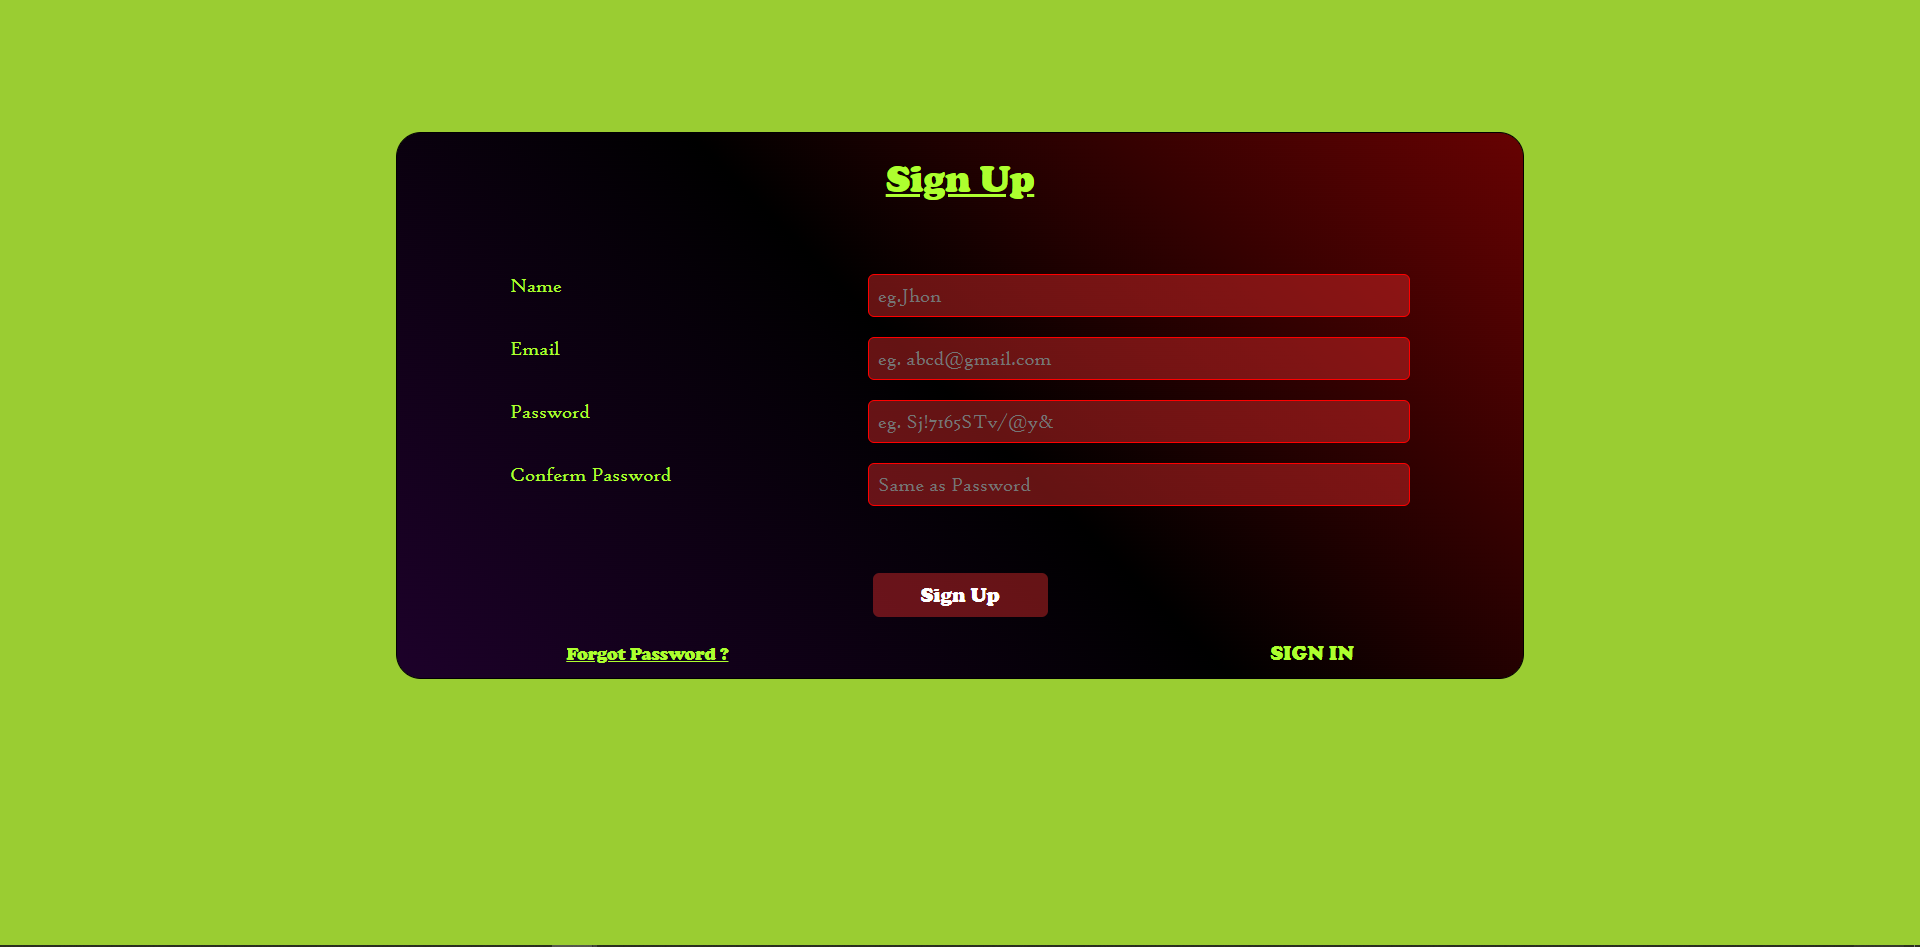 Sign Up
Name
eg.Jhon
Email
eg. abcd@gmail.com
Password
eg. Sj!7165STv/@y&
Conferm Password
Same as Password
Sign Up
Forgot Password ?
SIGN IN